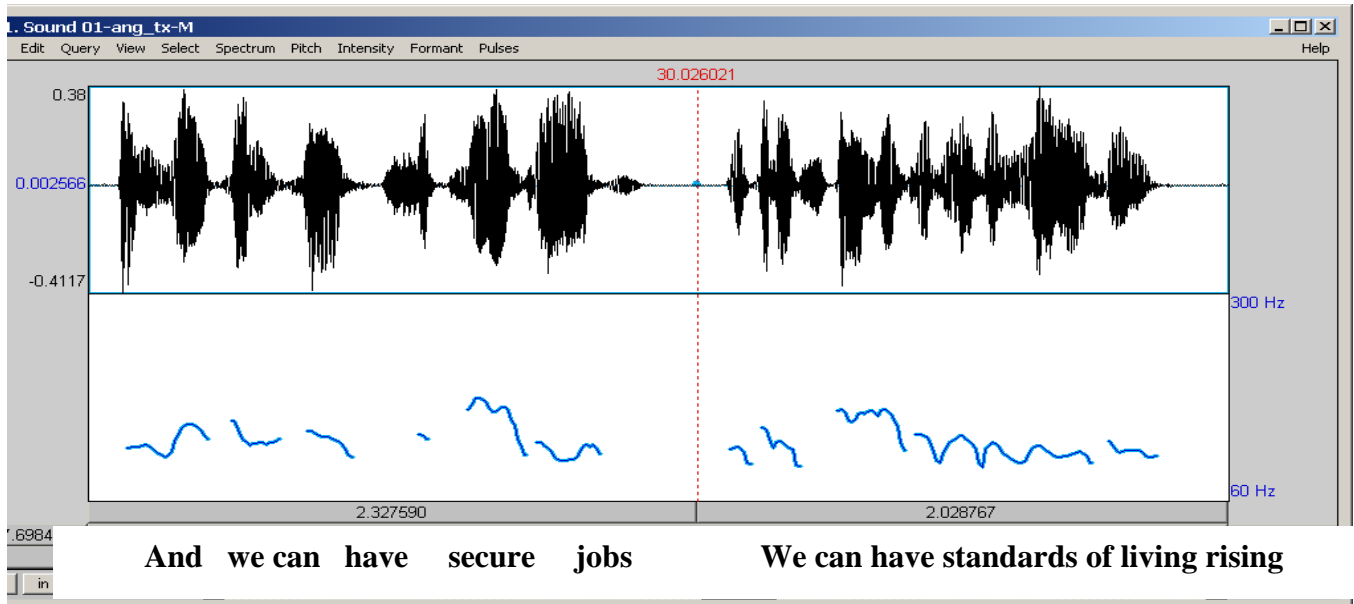 1. Sound 01-ang_tx-M
Edit Query View Select Spectrum Pitch Intensity Formant Pulses Help
30.026021
0.38
0.002566
-0.4117
300 Hz
60 Hz
2.327590 2.028767
.6984
And we can have secure jobs We can have standards of living rising
in